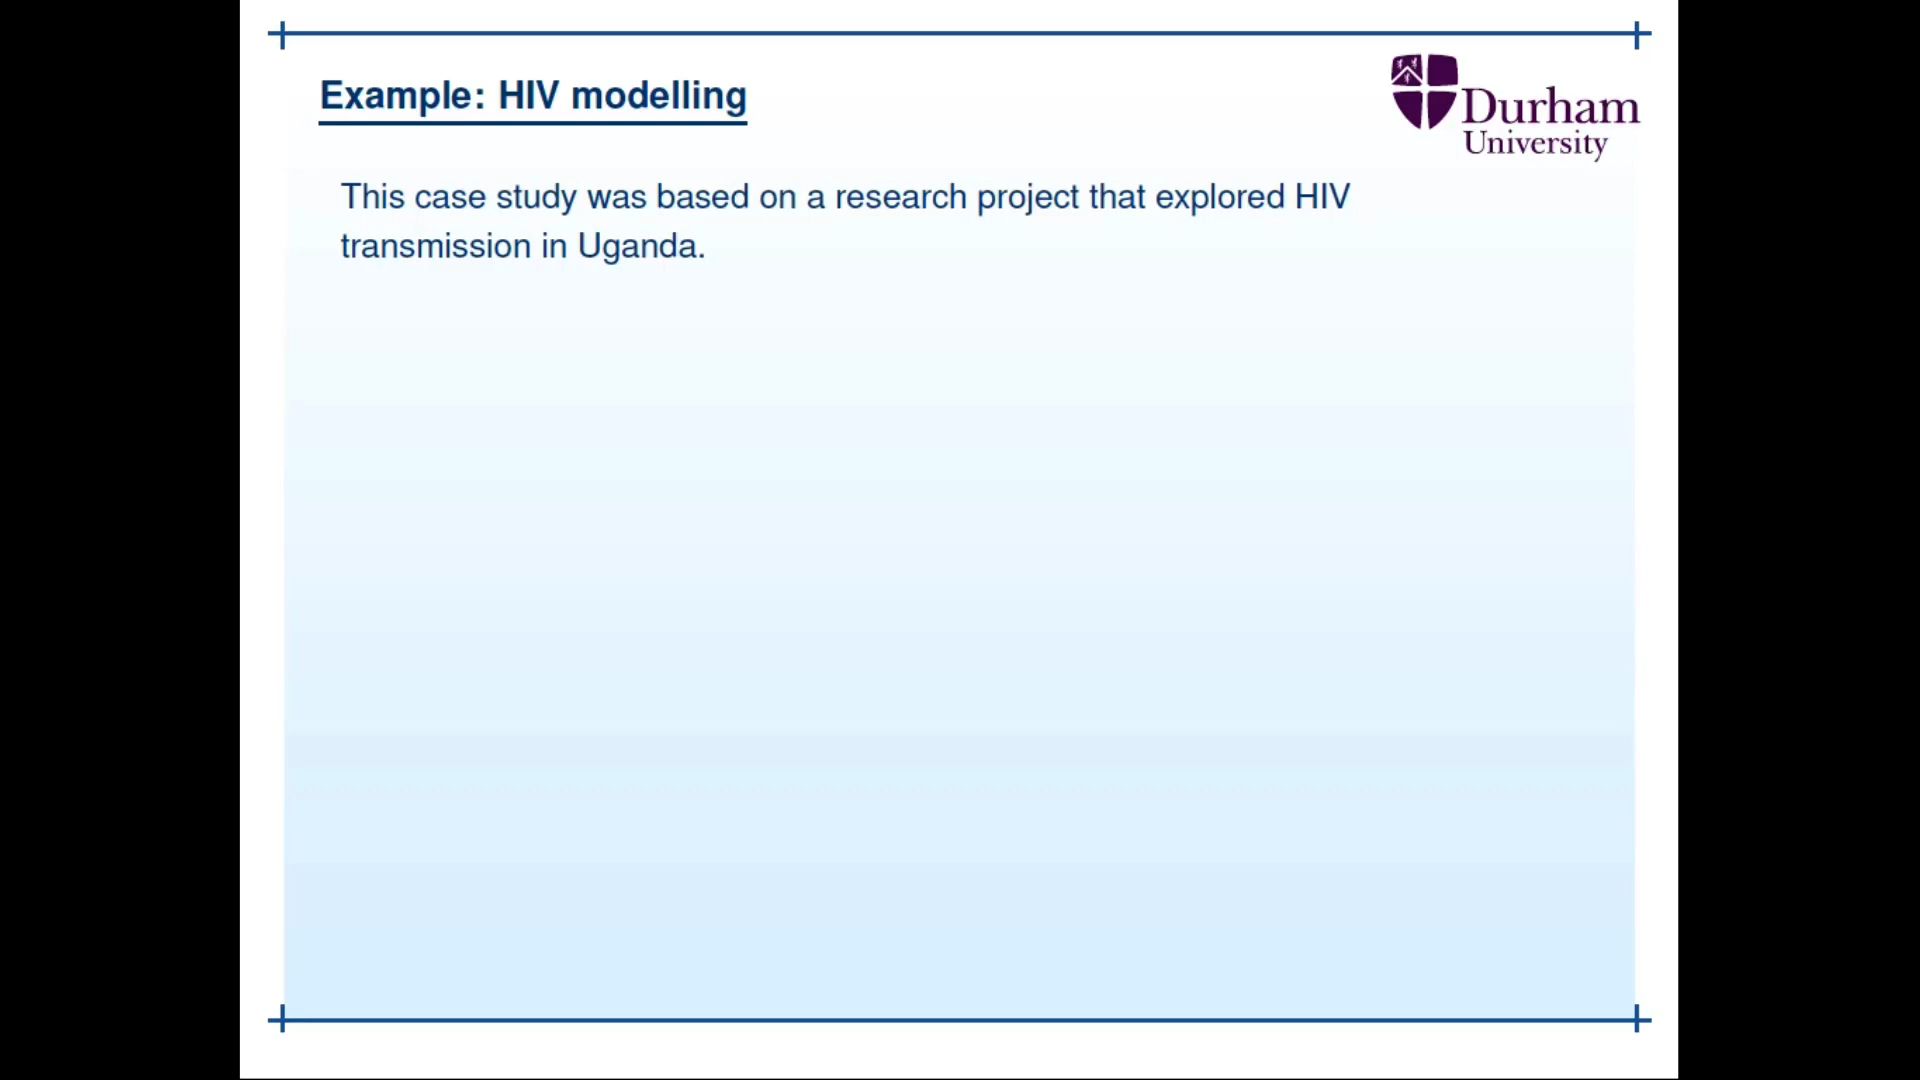 Example: HIV modelling
Durham
University
This case study was based on a research project that explored HIV
transmission in Uganda.